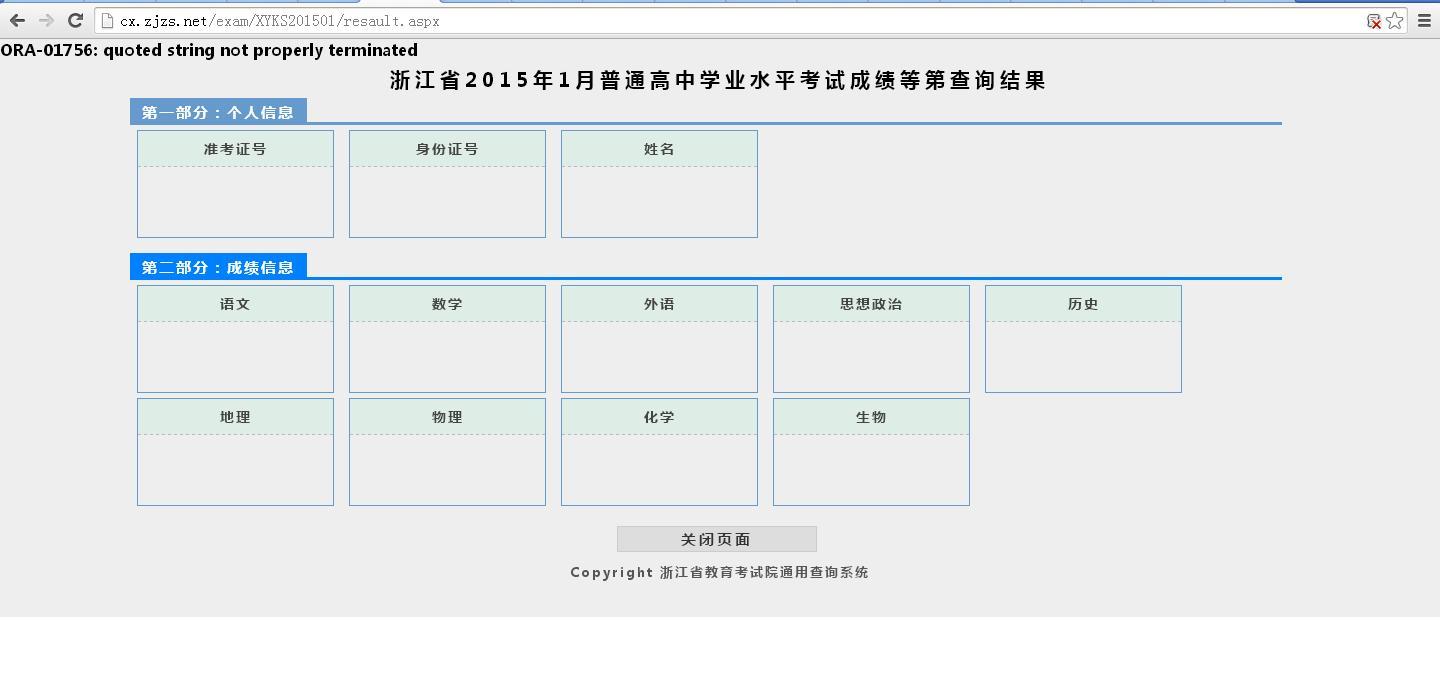 cx.zjzs.net/exam/XYKS201501/resault.aspx
ORA-01756: quoted string not properly terminated
浙江省2015年1月普通高中学业水平考试成绩等第查询结果
第一部分：个人信息
准考证号 身份证号 姓名
第二部分：成绩信息
语文 数学 外语 思想政治 历史
地理 物理 化学 生物
关闭页面
Copyright 浙江省教育考试院通用查询系统